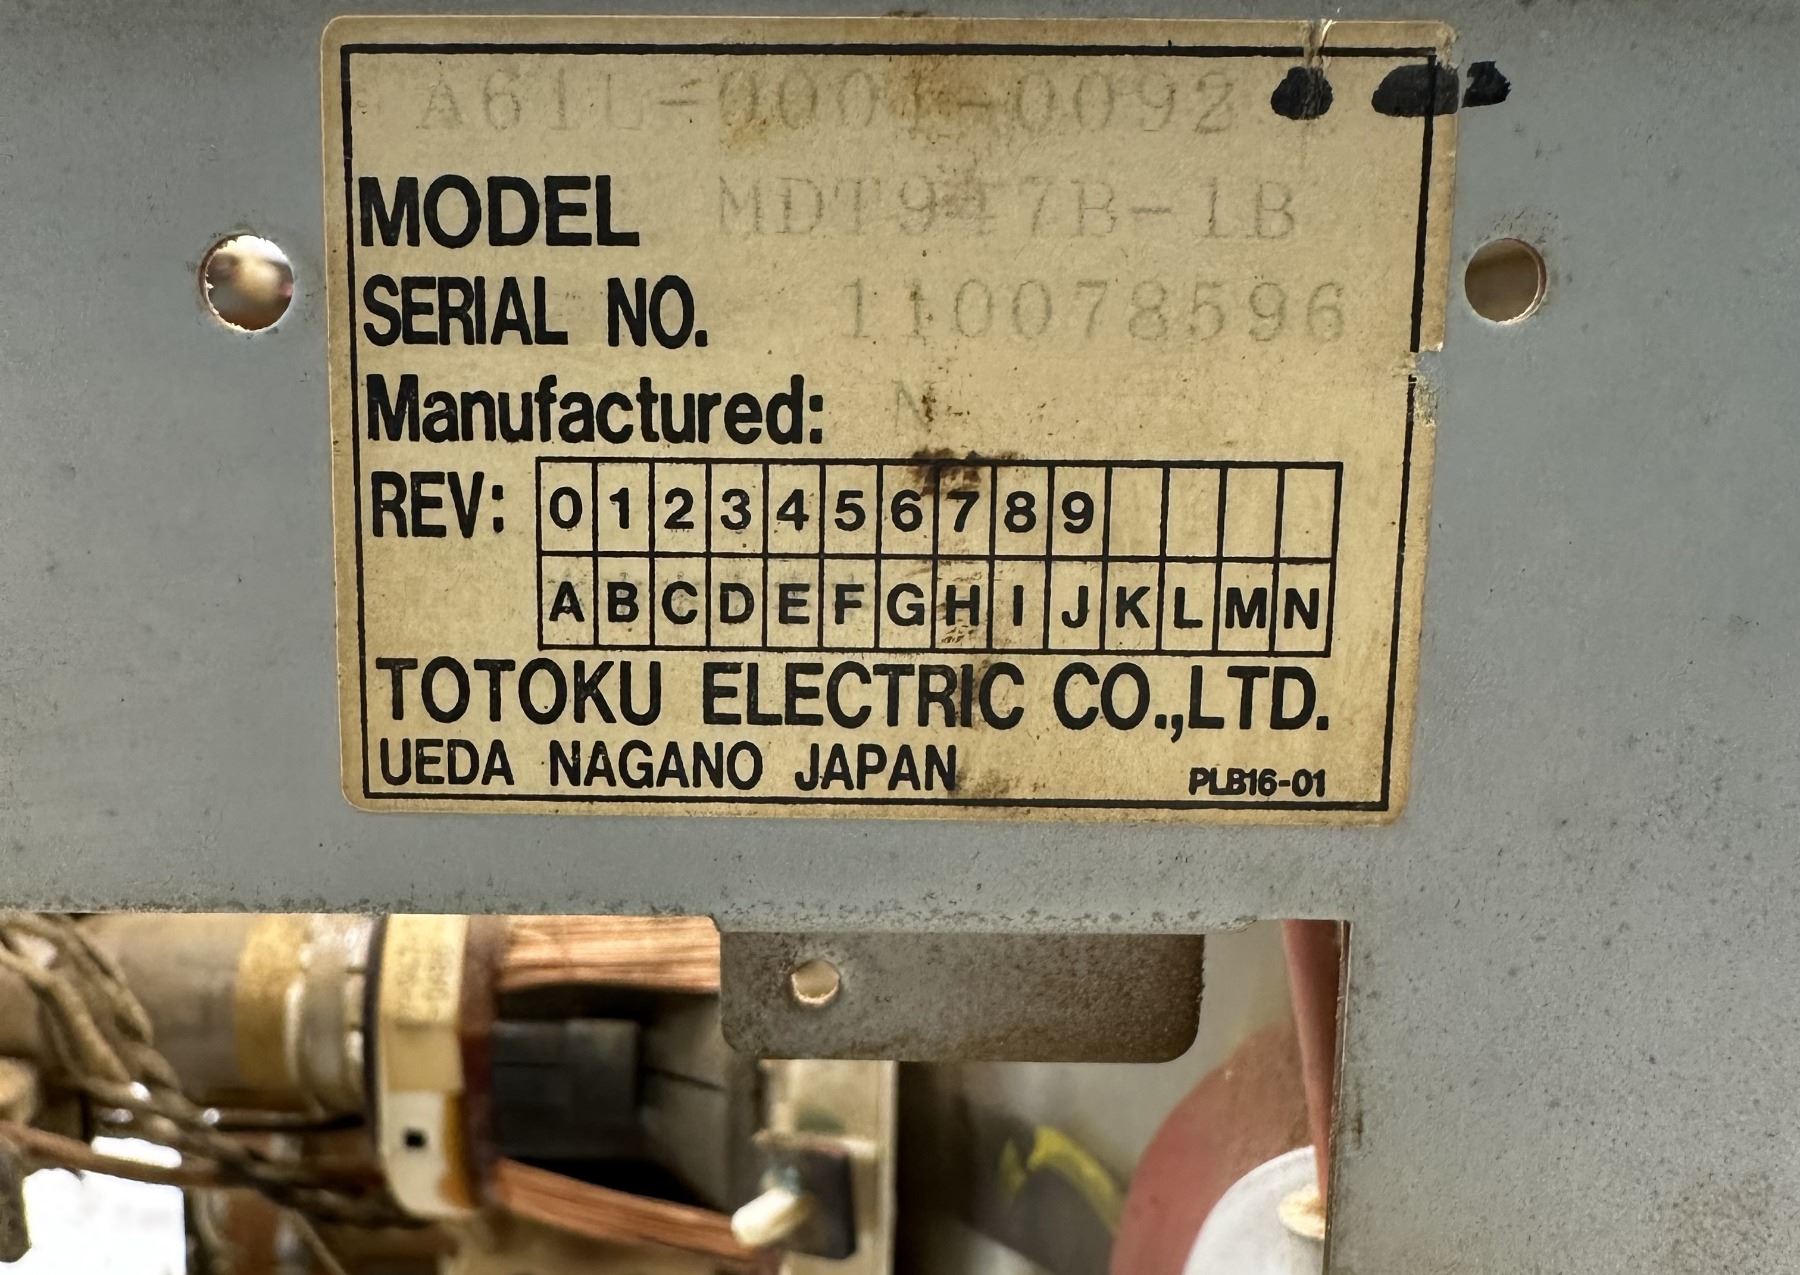 A61L-0001-0092
MODEL MDT947B-1B
SERIAL NO. 110078596
Manufactured: N
REV: 0 1 2 3 4 5 6 7 8 9
A B C D E F G H I J K L M N
TOTOKU ELECTRIC CO.,LTD.
UEDA NAGANO JAPAN PLB16-01